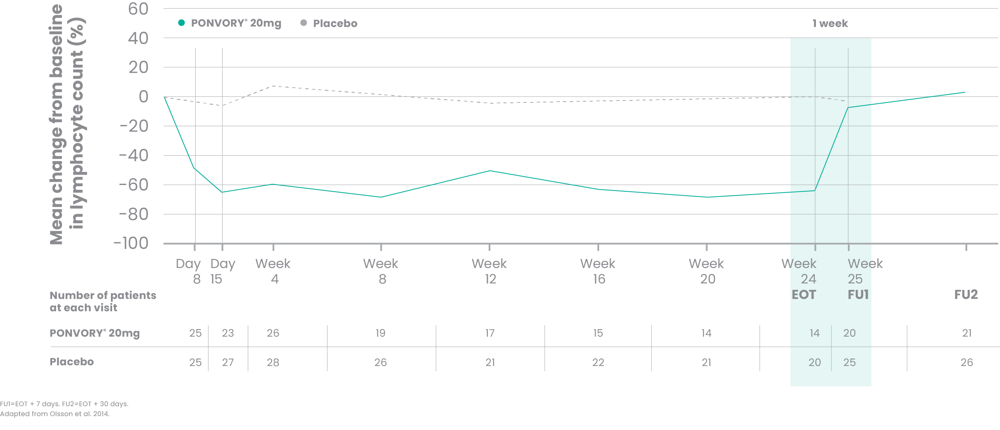 Mean change from baseline
in lymphocyte count (%)
60
40
20
0
−20
−40
−60
−80
−100
PONVORY® 20mg
Placebo
1 week
Day Day Week Week Week Week Week Week Week
8 15 4 8 12 16 20 24 25
EOT FU1 FU2
Number of patients
at each visit
PONVORY® 20mg 25 23 26 19 17 15 14 14 20 21
Placebo 25 27 28 26 21 22 21 20 25 26
FU1=EOT + 7 days. FU2=EOT + 30 days.
Adapted from Olsson et al. 2014.